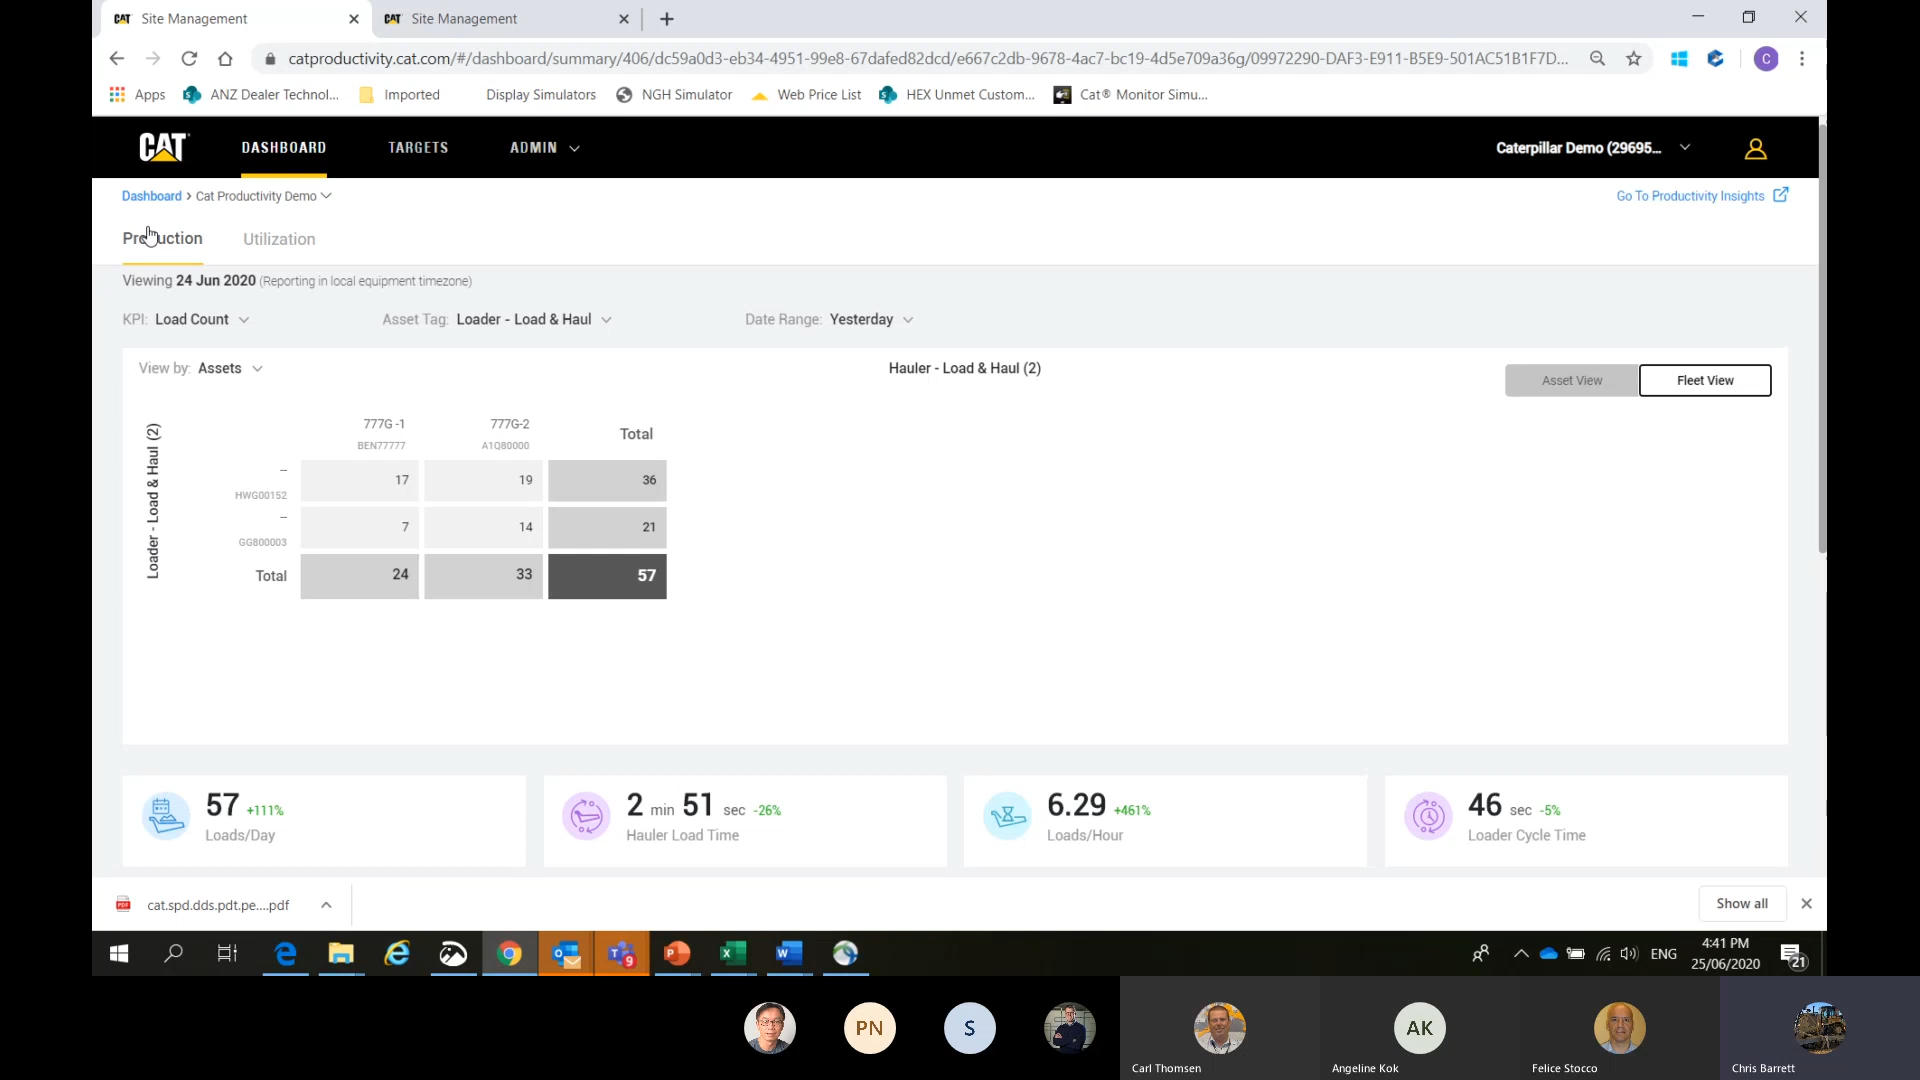 CAT Site Management
CAT Site Management
catproductivity.cat.com/#/dashboard/summary/406/dc59a0d3-eb34-4951-99e8-67dafed82dcd/e667c2db-9678-4ac7-bc19-4d5e709a36g/09972290-DAF3-E911-B5E9-501AC51B1F7D...
C
Apps ANZ Dealer Technol... Imported Display Simulators NGH Simulator Web Price List HEX Unmet Custom... Cat® Monitor Simu...
CAT DASHBOARD TARGETS ADMIN Caterpillar Demo (29695...
Dashboard > Cat Productivity Demo Go To Productivity Insights
Production Utilization
Viewing 24 Jun 2020 (Reporting in local equipment timezone)
KPI: Load Count Asset Tag: Loader - Load & Haul Date Range: Yesterday
View by: Assets Hauler - Load & Haul (2) Asset View Fleet View
Loader - Load & Haul (2)
777G -1 777G-2 Total
BEN77777 A1Q80000
-- 17 19 36
HWG00152
-- 7 14 21
GG800003
Total 24 33 57
57 +111%
Loads/Day
2 min 51 sec -26%
Hauler Load Time
6.29 +461%
Loads/Hour
46 sec -5%
Loader Cycle Time
cat.spd.dds.pdt.pe....pdf Show all
ENG 4:41 PM
25/06/2020
21
9
PN S AK
Carl Thomsen Angeline Kok Felice Stocco Chris Barrett